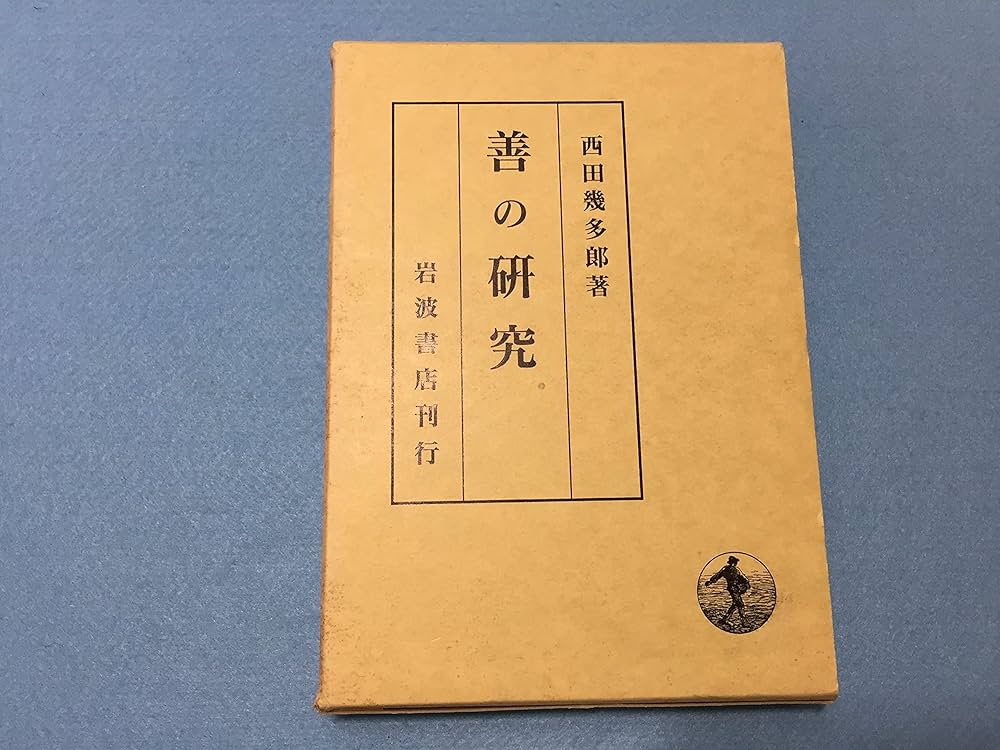 西田幾多郎著
善の研究
岩波書店刊行